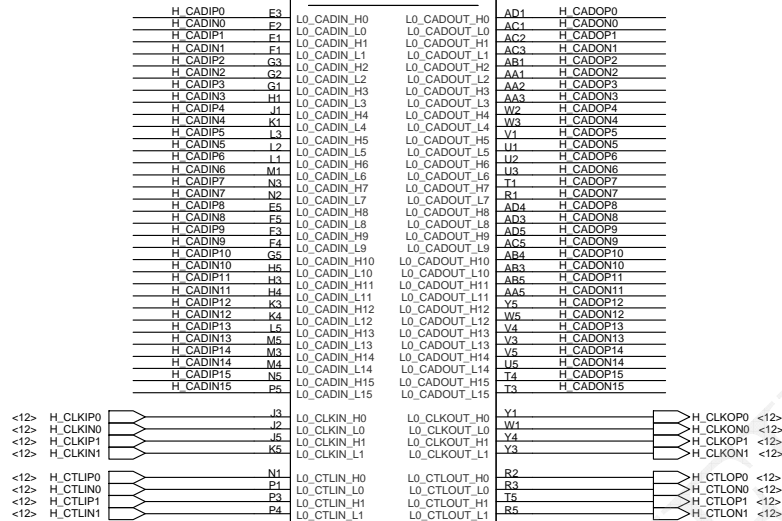 H_CADIP0 E3 L0_CADIN_H0 L0_CADOUT_H0 AD1 H_CADOP0
H_CADIN0 E2 L0_CADIN_L0 L0_CADOUT_L0 AC1 H_CADON0
H_CADIP1 E1 L0_CADIN_H1 L0_CADOUT_H1 AC2 H_CADOP1
H_CADIN1 F1 L0_CADIN_L1 L0_CADOUT_L1 AC3 H_CADON1
H_CADIP2 G3 L0_CADIN_H2 L0_CADOUT_H2 AB1 H_CADOP2
H_CADIN2 G2 L0_CADIN_L2 L0_CADOUT_L2 AA1 H_CADON2
H_CADIP3 G1 L0_CADIN_H3 L0_CADOUT_H3 AA2 H_CADOP3
H_CADIN3 H1 L0_CADIN_L3 L0_CADOUT_L3 AA3 H_CADON3
H_CADIP4 J1 L0_CADIN_H4 L0_CADOUT_H4 W2 H_CADOP4
H_CADIN4 K1 L0_CADIN_L4 L0_CADOUT_L4 W3 H_CADON4
H_CADIP5 L3 L0_CADIN_H5 L0_CADOUT_H5 V1 H_CADOP5
H_CADIN5 L2 L0_CADIN_L5 L0_CADOUT_L5 U1 H_CADON5
H_CADIP6 L1 L0_CADIN_H6 L0_CADOUT_H6 U2 H_CADOP6
H_CADIN6 M1 L0_CADIN_L6 L0_CADOUT_L6 U3 H_CADON6
H_CADIP7 N3 L0_CADIN_H7 L0_CADOUT_H7 T1 H_CADOP7
H_CADIN7 N2 L0_CADIN_L7 L0_CADOUT_L7 R1 H_CADON7
H_CADIP8 E5 L0_CADIN_H8 L0_CADOUT_H8 AD4 H_CADOP8
H_CADIN8 F5 L0_CADIN_L8 L0_CADOUT_L8 AD3 H_CADON8
H_CADIP9 F3 L0_CADIN_H9 L0_CADOUT_H9 AD5 H_CADOP9
H_CADIN9 F4 L0_CADIN_L9 L0_CADOUT_L9 AC5 H_CADON9
H_CADIP10 G5 L0_CADIN_H10 L0_CADOUT_H10 AB4 H_CADOP10
H_CADIN10 H5 L0_CADIN_L10 L0_CADOUT_L10 AB3 H_CADON10
H_CADIP11 H3 L0_CADIN_H11 L0_CADOUT_H11 AB5 H_CADOP11
H_CADIN11 H4 L0_CADIN_L11 L0_CADOUT_L11 AA5 H_CADON11
H_CADIP12 K3 L0_CADIN_H12 L0_CADOUT_H12 Y5 H_CADOP12
H_CADIN12 K4 L0_CADIN_L12 L0_CADOUT_L12 W5 H_CADON12
H_CADIP13 L5 L0_CADIN_H13 L0_CADOUT_H13 V4 H_CADOP13
H_CADIN13 M5 L0_CADIN_L13 L0_CADOUT_L13 V3 H_CADON13
H_CADIP14 M3 L0_CADIN_H14 L0_CADOUT_H14 V5 H_CADOP14
H_CADIN14 M4 L0_CADIN_L14 L0_CADOUT_L14 U5 H_CADON14
H_CADIP15 N5 L0_CADIN_H15 L0_CADOUT_H15 T4 H_CADOP15
H_CADIN15 P5 L0_CADIN_L15 L0_CADOUT_L15 T3 H_CADON15
<12> H_CLKIP0 J3 L0_CLKIN_H0 L0_CLKOUT_H0 Y1 H_CLKOP0 <12>
<12> H_CLKIN0 J2 L0_CLKIN_L0 L0_CLKOUT_L0 W1 H_CLKON0 <12>
<12> H_CLKIP1 J5 L0_CLKIN_H1 L0_CLKOUT_H1 Y4 H_CLKOP1 <12>
<12> H_CLKIN1 K5 L0_CLKIN_L1 L0_CLKOUT_L1 Y3 H_CLKON1 <12>
<12> H_CTLIP0 N1 L0_CTLIN_H0 L0_CTLOUT_H0 R2 H_CTLOP0 <12>
<12> H_CTLIN0 P1 L0_CTLIN_L0 L0_CTLOUT_L0 R3 H_CTLON0 <12>
<12> H_CTLIP1 P3 L0_CTLIN_H1 L0_CTLOUT_H1 T5 H_CTLOP1 <12>
<12> H_CTLIN1 P4 L0_CTLIN_L1 L0_CTLOUT_L1 R5 H_CTLON1 <12>